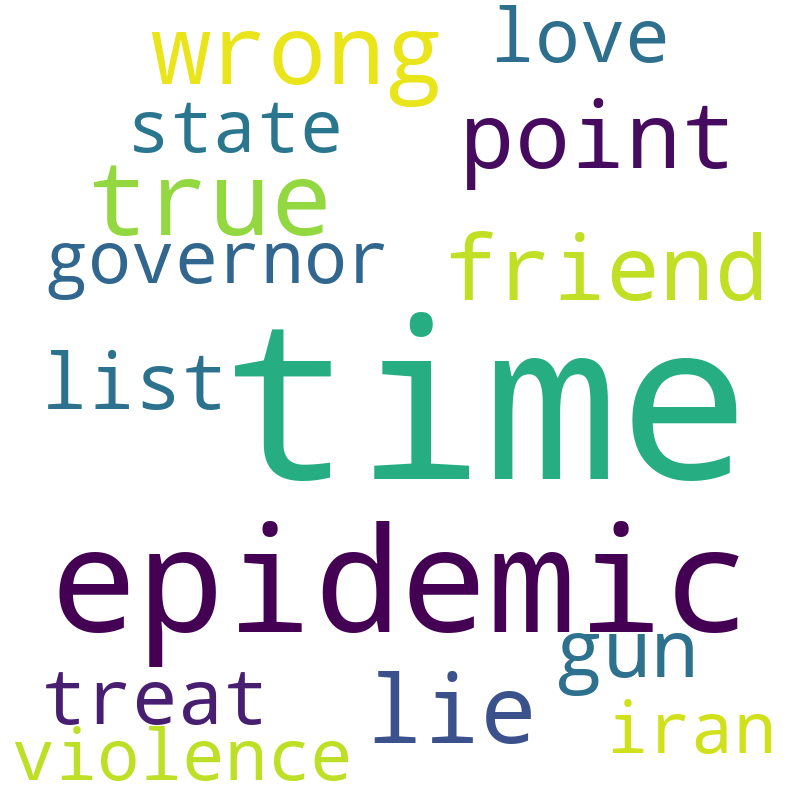 wrong
love
state
point
true
governor
friend
time
list
epidemic
gun
treat
lie
iran
violence